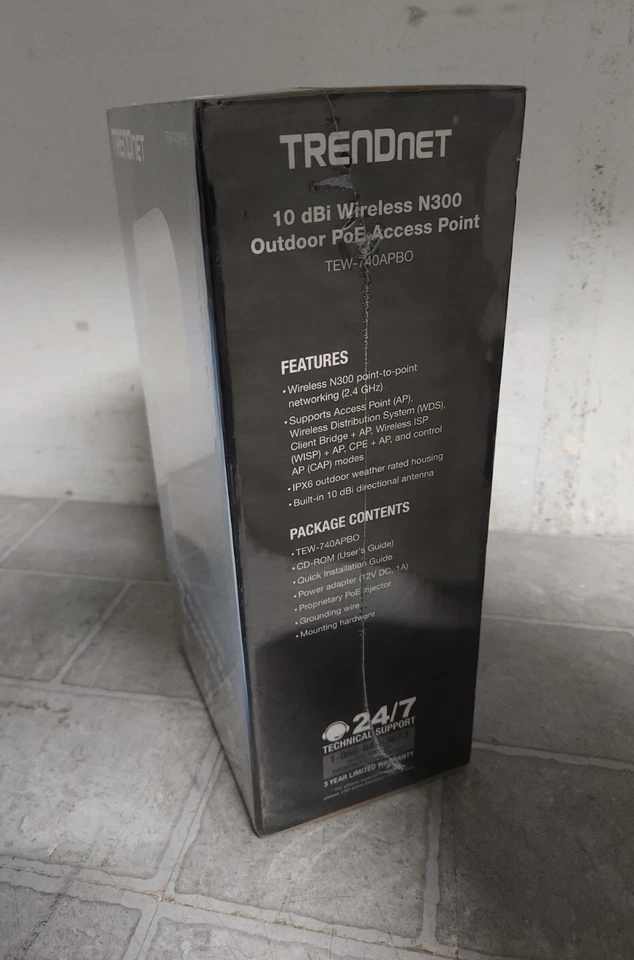 TRENDnet
TEW-740APBO
TRENDnet
10 dBi Wireless N300
Outdoor PoE Access Point
TEW-740APBO
FEATURES
• Wireless N300 point-to-point
networking (2.4 GHz)
• Supports Access Point (AP),
Wireless Distribution System (WDS),
Client Bridge + AP, Wireless ISP
(WISP) + AP, CPE + AP, and control
AP (CAP) modes
• IPX6 outdoor weather rated housing
• Built-in 10 dBi directional antenna
PACKAGE CONTENTS
• TEW-740APBO
• CD-ROM (User's Guide)
• Quick Installation Guide
• Power adapter (12V DC, 1A)
• Proprietary PoE injector
• Grounding wire
• Mounting hardware
24/7
TECHNICAL SUPPORT
3 YEAR LIMITED WARRANTY